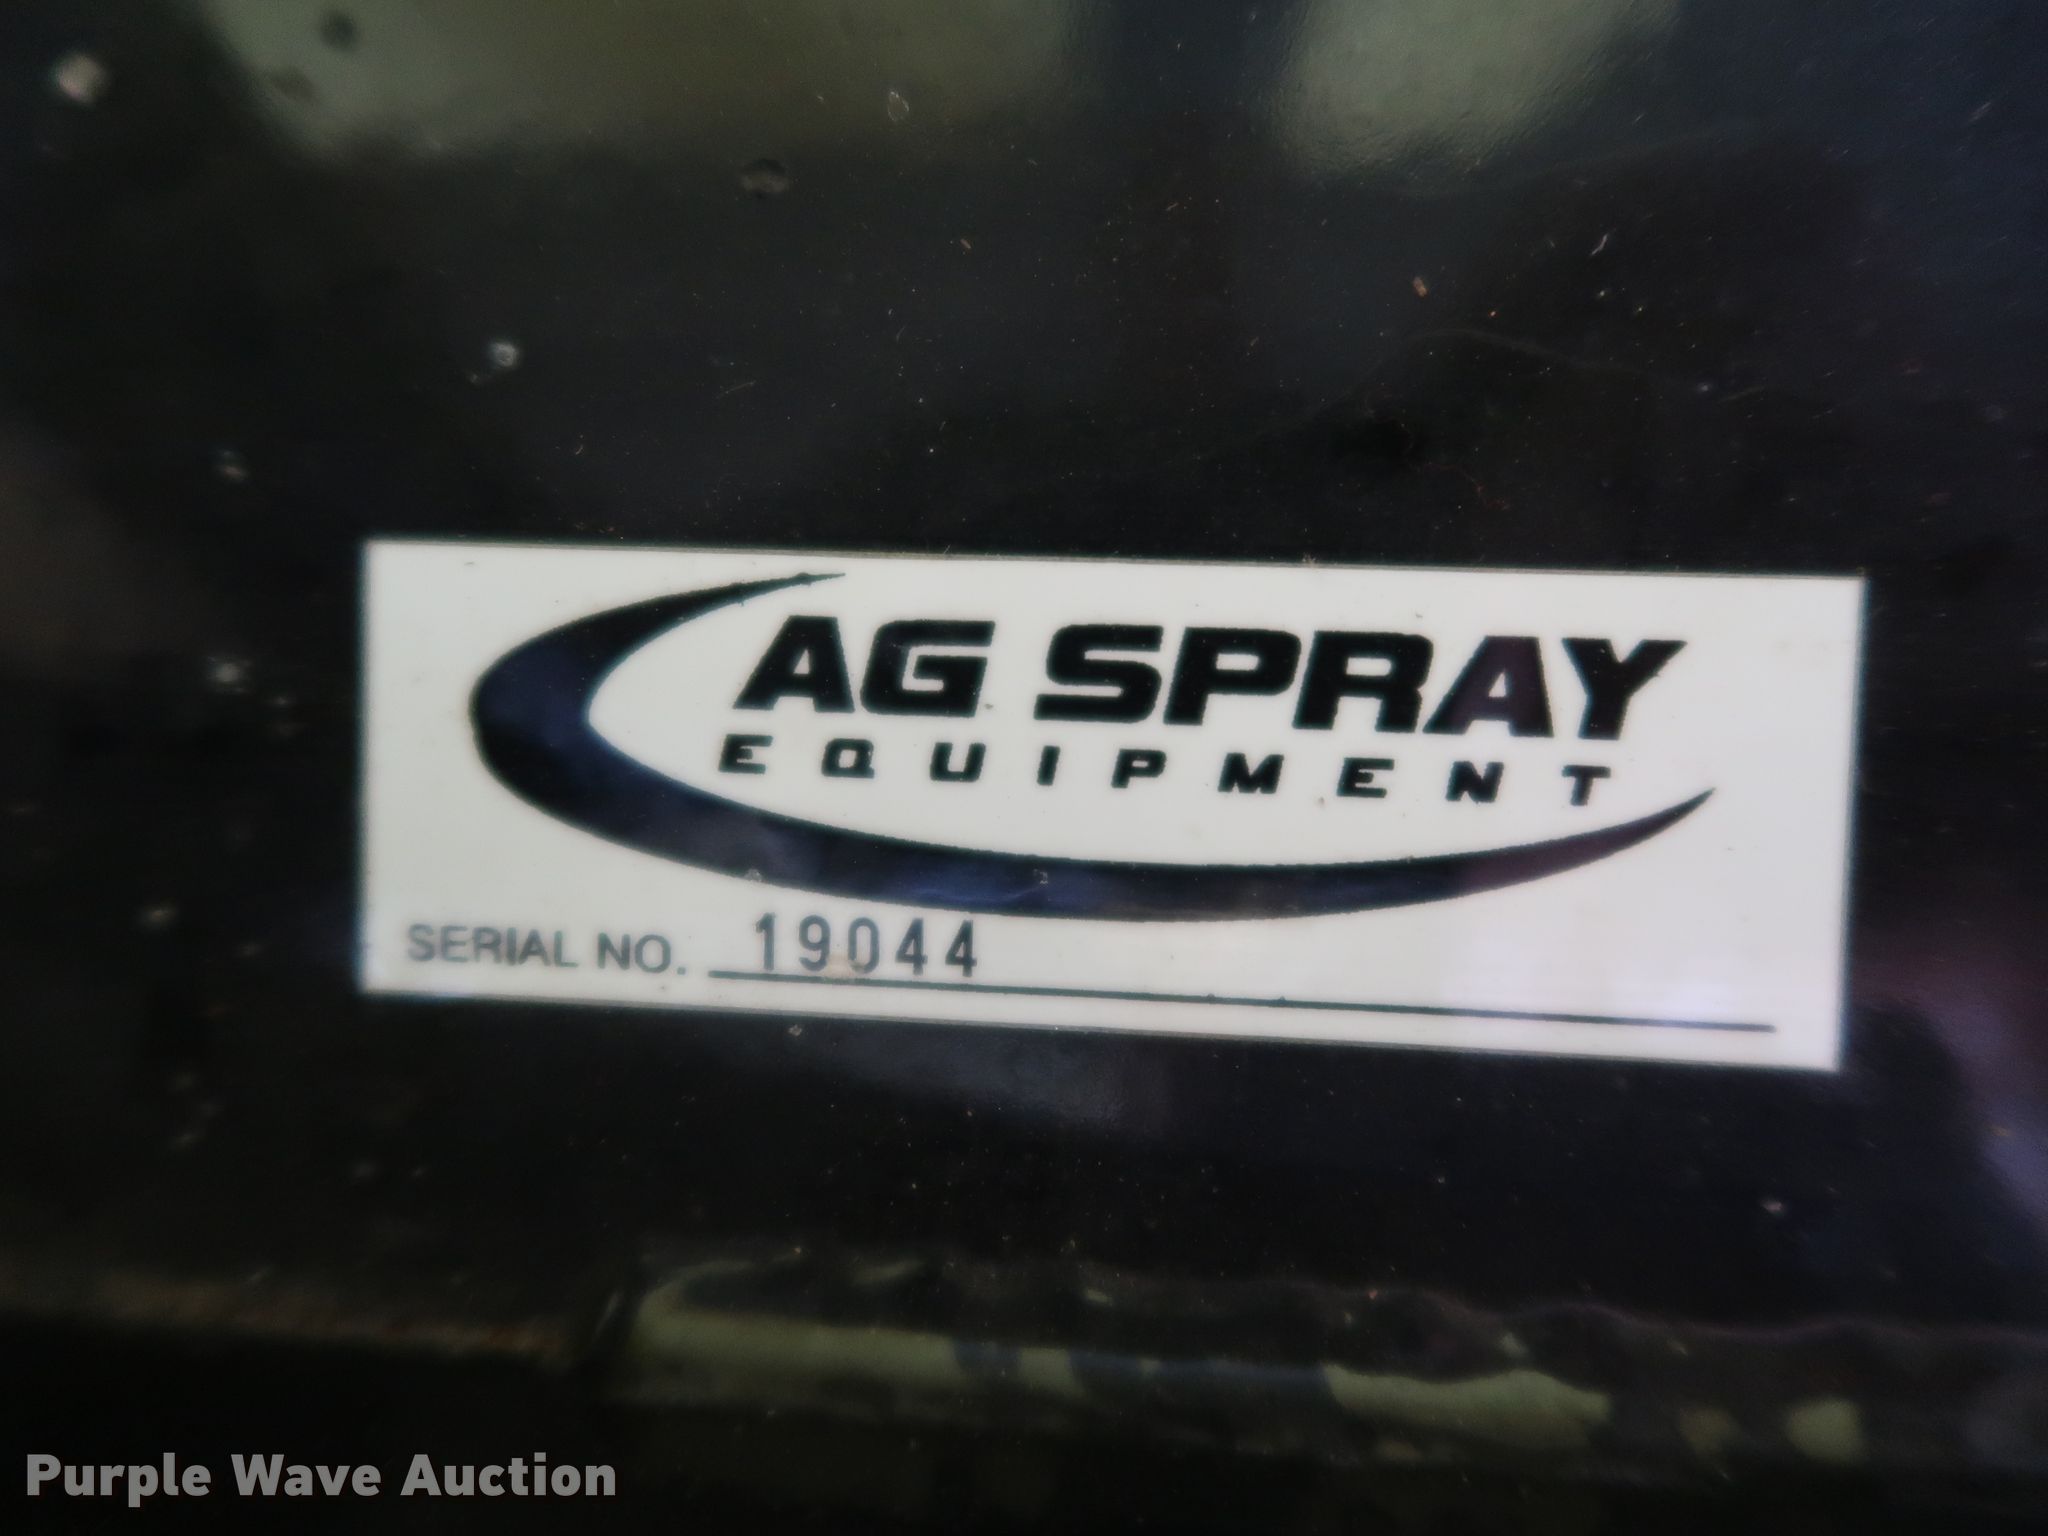 AG SPRAY
EQUIPMENT
SERIAL NO. 19044
Purple Wave Auction